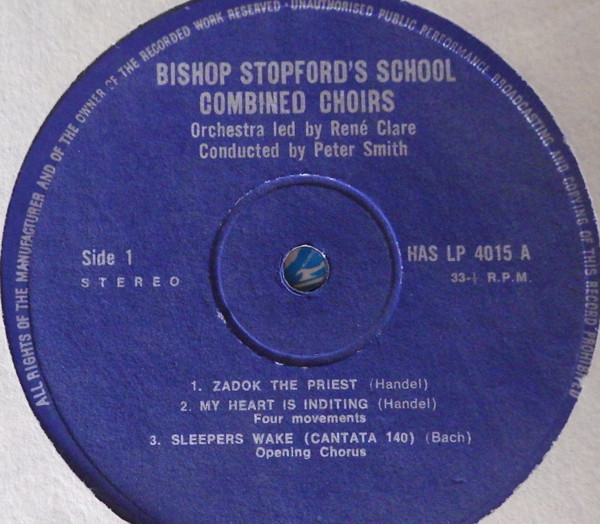 ALL RIGHTS OF THE MANUFACTURER AND OF THE OWNER OF THE RECORDED WORK RESERVED · UNAUTHORISED PUBLIC PERFORMANCE BROADCASTING AND COPYING OF THIS RECORD PROHIBITED
BISHOP STOPFORD'S SCHOOL
COMBINED CHOIRS
Orchestra led by René Clare
Conducted by Peter Smith
Side 1
STEREO
HAS LP 4015 A
33-⅓ R.P.M.
1. ZADOK THE PRIEST (Handel)
2. MY HEART IS INDITING (Handel)
Four movements
3. SLEEPERS WAKE (CANTATA 140) (Bach)
Opening Chorus